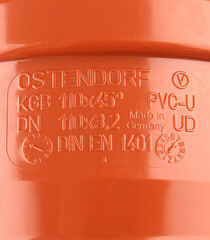 OSTENDORF
KGB 110x45° PVC-U
DN 110x3,2 Made in Germany UD
DIN EN 1401